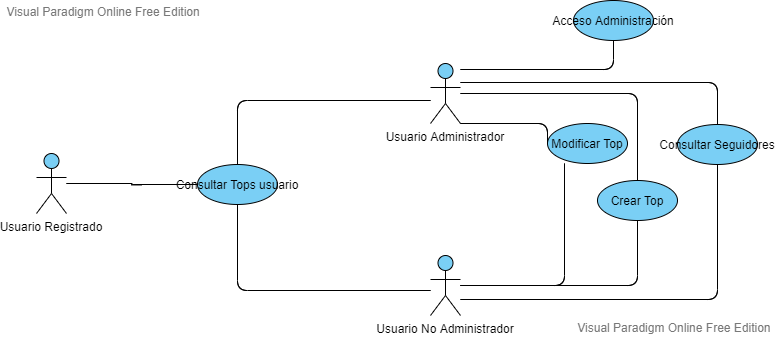 Visual Paradigm Online Free Edition
Acceso Administración
Usuario Administrador
Modificar Top
Consultar Seguidores
Consultar Tops usuario
Crear Top
Usuario Registrado
Usuario No Administrador
Visual Paradigm Online Free Edition